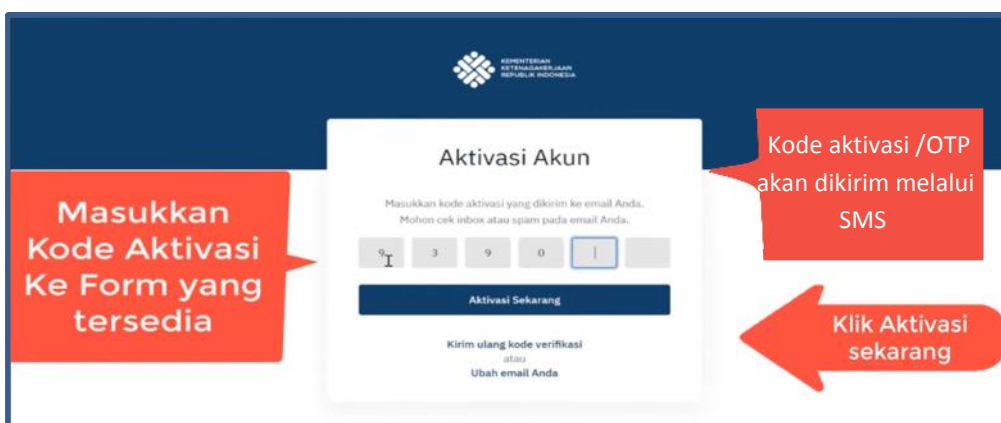 KEMENTERIAN
KETENAGAKERJAAN
REPUBLIK INDONESIA
Aktivasi Akun
Masukkan kode aktivasi yang dikirim ke email Anda.
Mohon cek inbox atau spam pada email Anda.
9 3 9 0
Aktivasi Sekarang
Kirim ulang kode verifikasi
atau
Ubah email Anda
Masukkan
Kode Aktivasi
Ke Form yang
tersedia
Kode aktivasi /OTP
akan dikirim melalui
SMS
Klik Aktivasi
sekarang